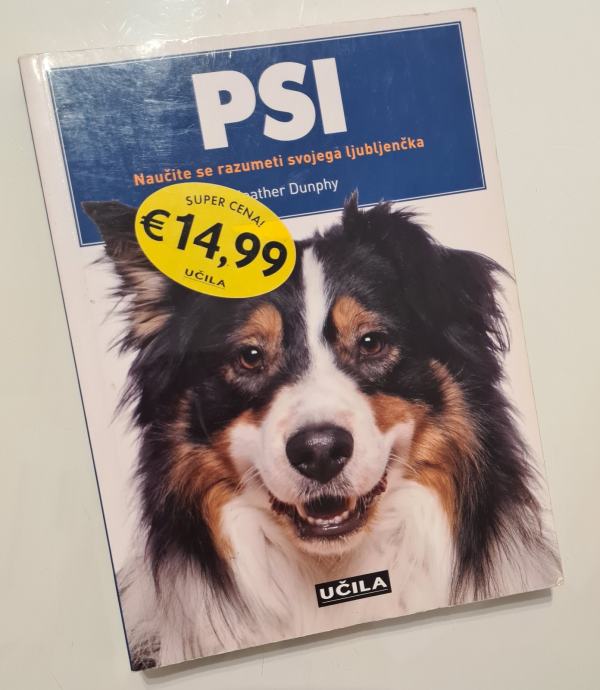 PSI
Naučite se razumeti svojega ljubljenčka
Dunphy
SUPER CENA!
€14,99
UČILA
UČILA